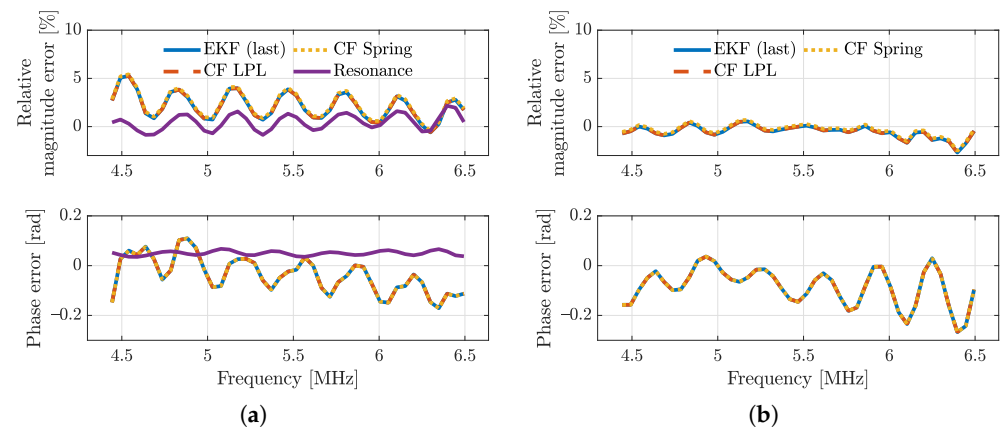 Relative
magnitude error [%]
10
5
0
EKF (last)
CF Spring
CF LPL
Resonance
4.5 5 5.5 6 6.5
Phase error [rad]
0.2
0
−0.2
4.5 5 5.5 6 6.5
Frequency [MHz]
(a)
Relative
magnitude error [%]
10
5
0
EKF (last)
CF Spring
CF LPL
4.5 5 5.5 6 6.5
Phase error [rad]
0.2
0
−0.2
4.5 5 5.5 6 6.5
Frequency [MHz]
(b)